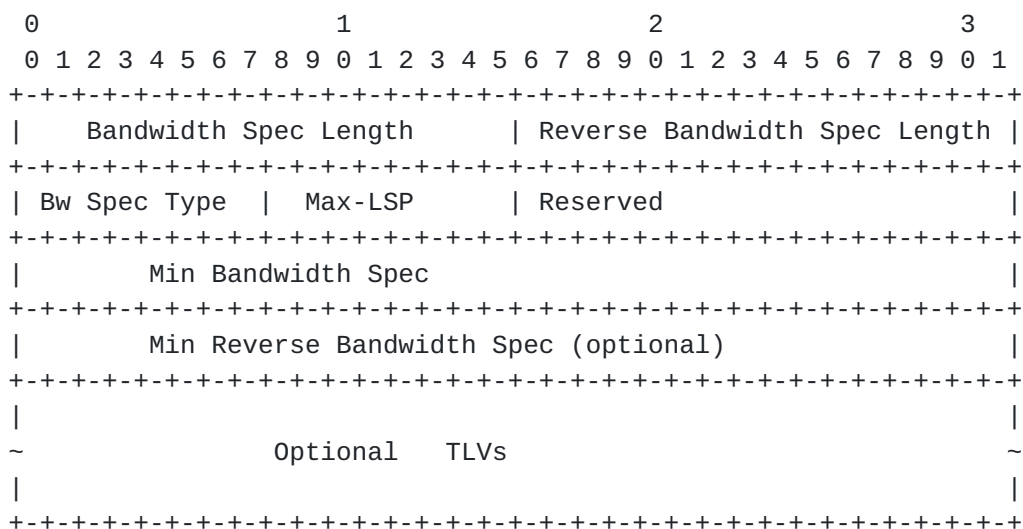 0                   1                   2                   3
 0 1 2 3 4 5 6 7 8 9 0 1 2 3 4 5 6 7 8 9 0 1 2 3 4 5 6 7 8 9 0 1
+-+-+-+-+-+-+-+-+-+-+-+-+-+-+-+-+-+-+-+-+-+-+-+-+-+-+-+-+-+-+-+-+
|    Bandwidth Spec Length      | Reverse Bandwidth Spec Length |
+-+-+-+-+-+-+-+-+-+-+-+-+-+-+-+-+-+-+-+-+-+-+-+-+-+-+-+-+-+-+-+-+
| Bw Spec Type  |  Max-LSP      | Reserved                      |
+-+-+-+-+-+-+-+-+-+-+-+-+-+-+-+-+-+-+-+-+-+-+-+-+-+-+-+-+-+-+-+-+
|        Min Bandwidth Spec                                     |
+-+-+-+-+-+-+-+-+-+-+-+-+-+-+-+-+-+-+-+-+-+-+-+-+-+-+-+-+-+-+-+-+
|        Min Reverse Bandwidth Spec (optional)                  |
+-+-+-+-+-+-+-+-+-+-+-+-+-+-+-+-+-+-+-+-+-+-+-+-+-+-+-+-+-+-+-+-+
|                                                               |
~                Optional   TLVs                                ~
|                                                               |
+-+-+-+-+-+-+-+-+-+-+-+-+-+-+-+-+-+-+-+-+-+-+-+-+-+-+-+-+-+-+-+-+